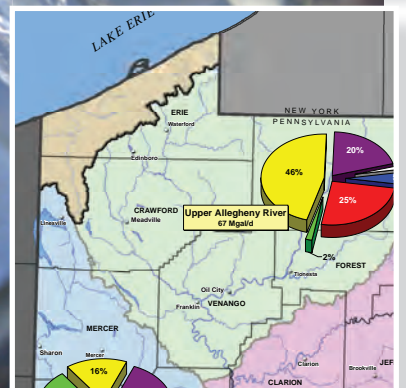 LAKE ERIE
NEW YORK
PENNSYLVANIA
ERIE
Waterford
Edinboro
20%
46%
25%
2%
CRAWFORD
Meadville
Linesville
Upper Allegheny River
67 Mgal/d
FOREST
Tionesta
Oil City
Franklin
VENANGO
MERCER
Sharon
Mercer
16%
Clarion
CLARION
Brookville
JEF